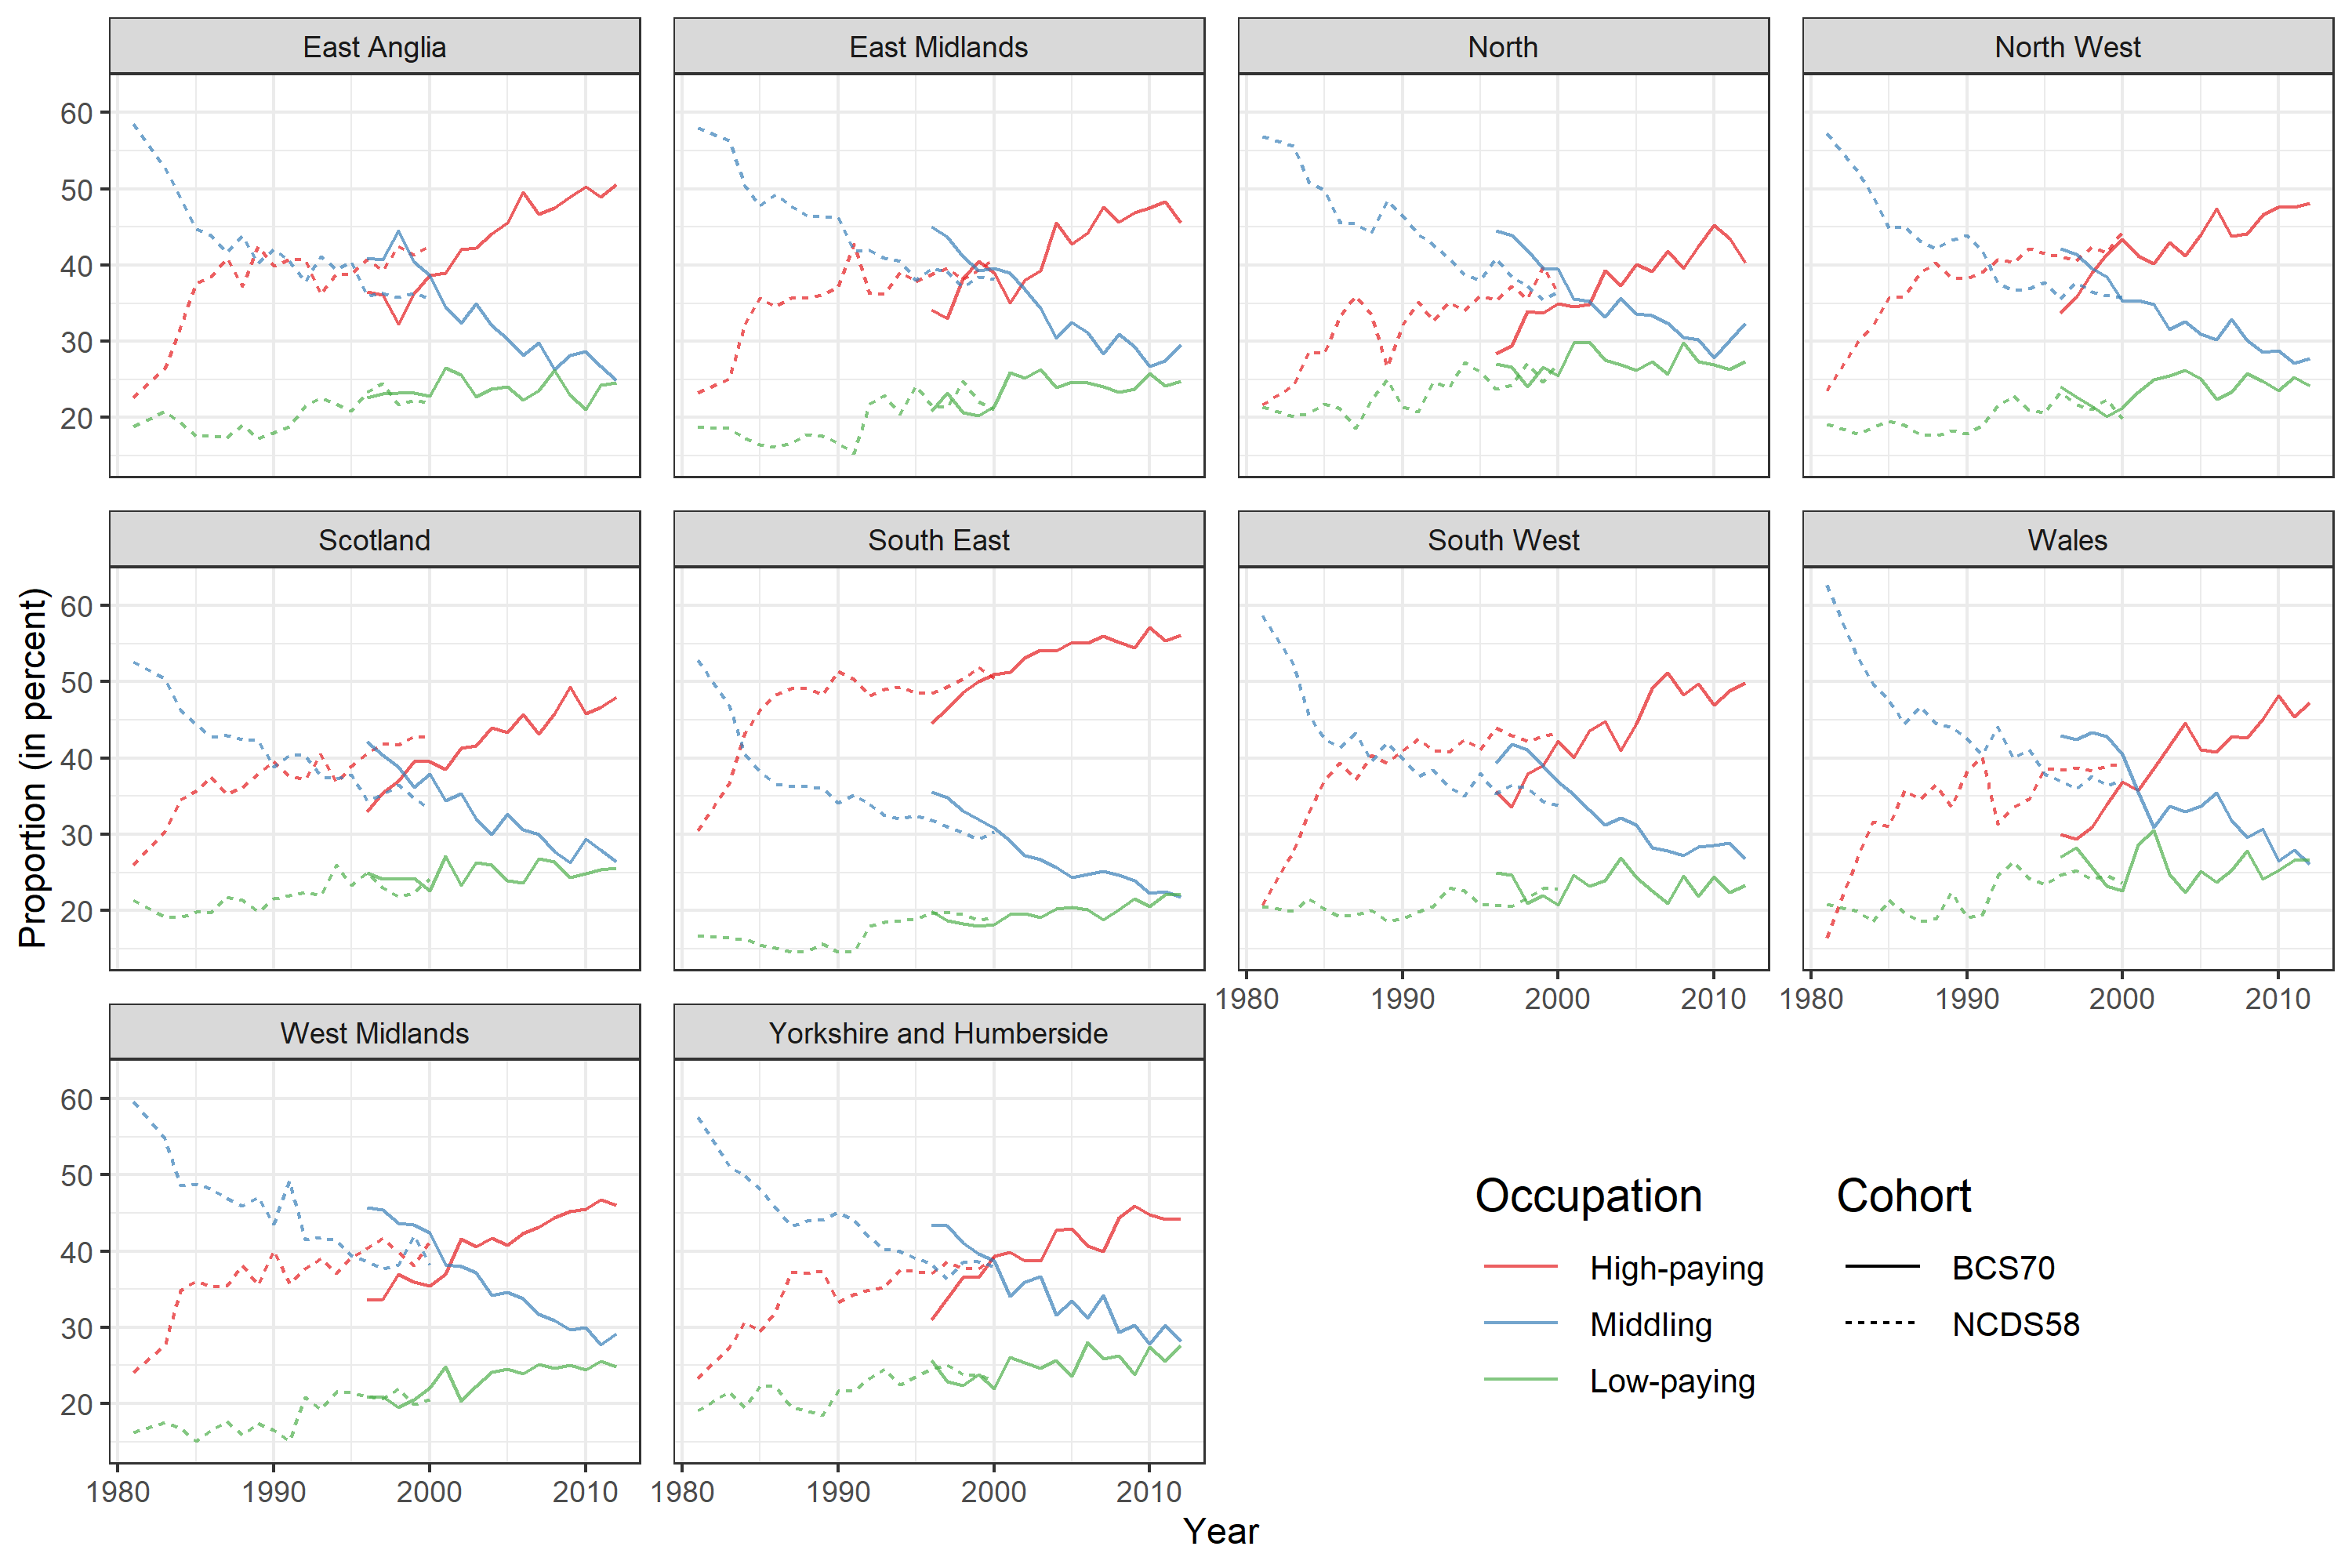 East Anglia
East Midlands
North
North West
60
50
40
30
20
Scotland
South East
South West
Wales
Proportion (in percent)
60
50
40
30
20
1980 1990 2000 2010
1980 1990 2000 2010
West Midlands
Yorkshire and Humberside
60
50
40
30
20
1980 1990 2000 2010
1980 1990 2000 2010
Year
Occupation
High-paying
Middling
Low-paying
Cohort
BCS70
NCDS58